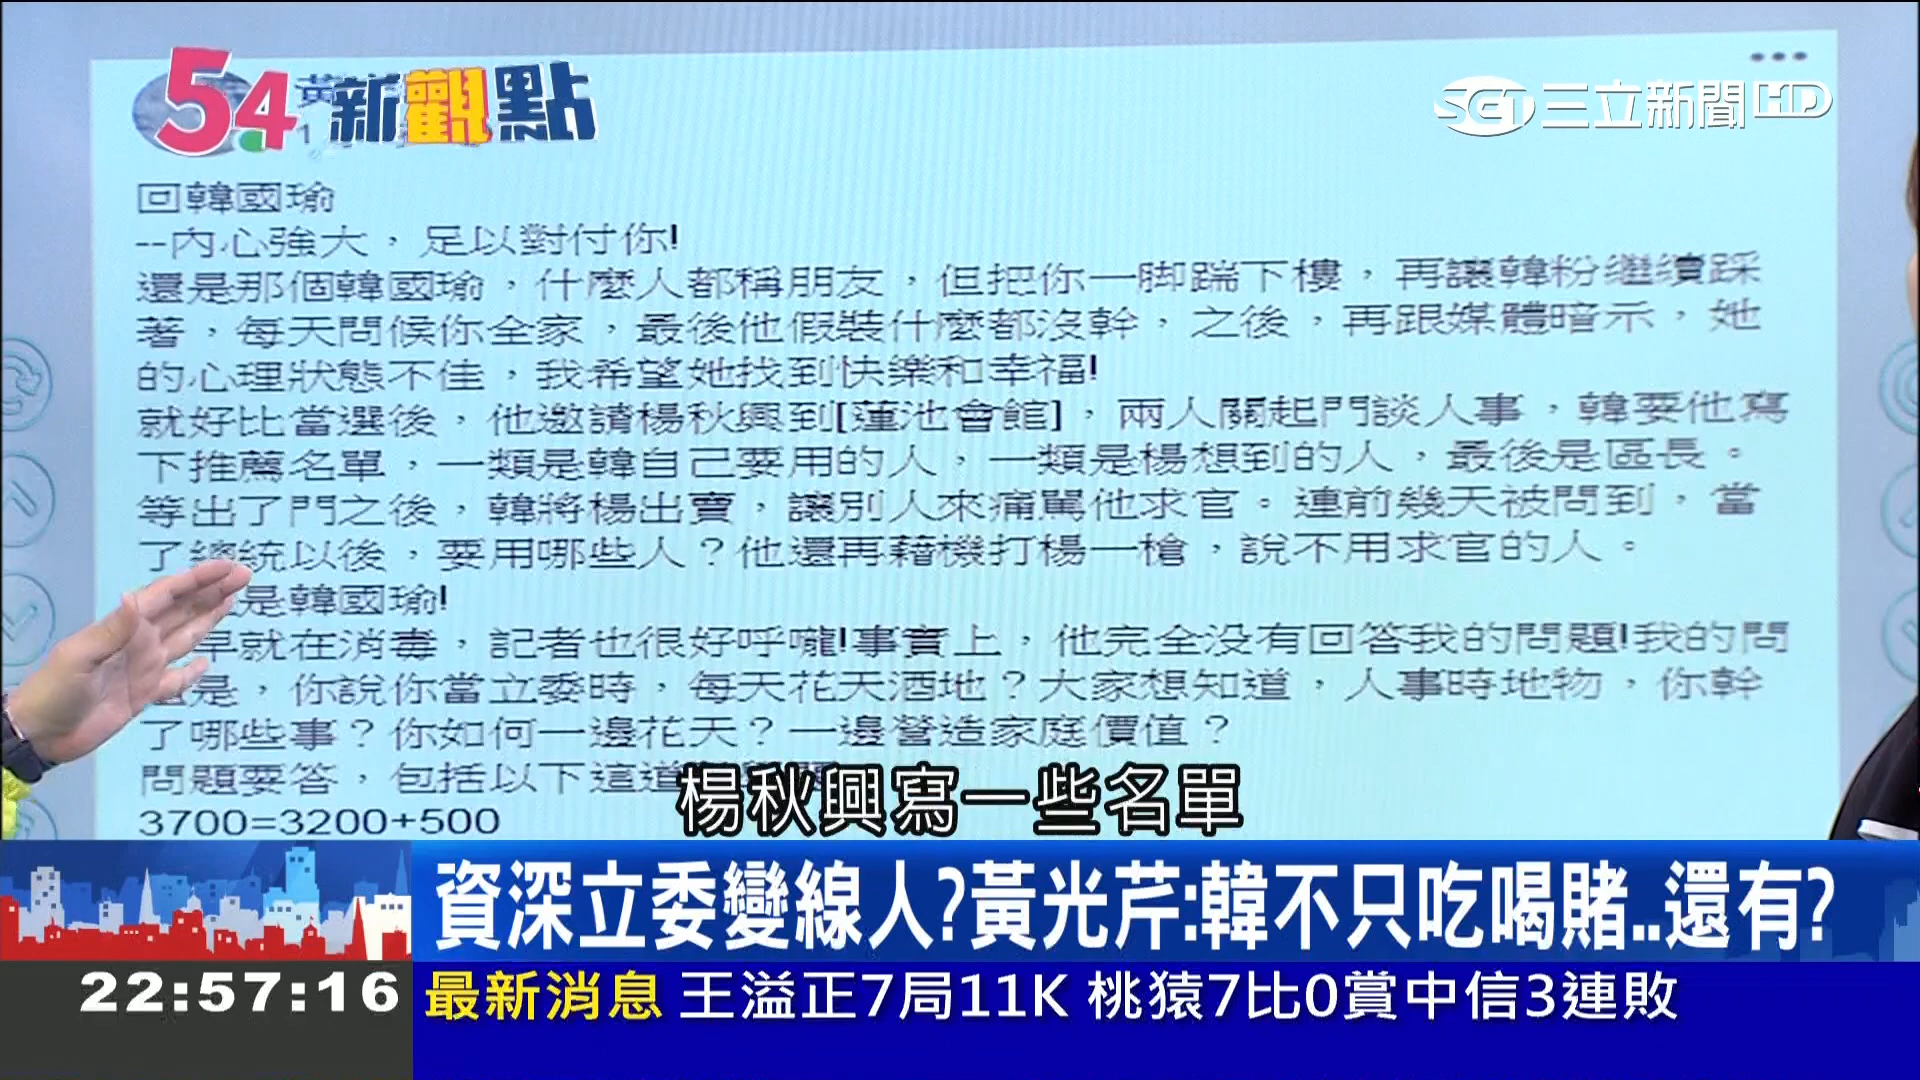 54新觀點
SET三立新聞HD
回韓國瑜
--內心強大，足以對付你!
還是那個韓國瑜，什麼人都稱朋友，但把你一腳踹下樓，再讓韓粉繼續踩
著，每天問候你全家，最後他假裝什麼都沒幹，之後，再跟媒體暗示，她
的心理狀態不佳，我希望她找到快樂和幸福!
就好比當選後，他邀請楊秋興到[蓮池會館]，兩人關起門談人事，韓要他寫
下推薦名單，一類是韓自己要用的人，一類是楊想到的人，最後是區長。
等出了門之後，韓將楊出賣，讓別人來痛罵他求官。連前幾天被問到，當
了總統以後，要用哪些人？他還再藉機打楊一槍，說不用求官的人。
是韓國瑜!
早就在消毒，記者也很好呼嚨!事實上，他完全沒有回答我的問題!我的問
是，你說你當立委時，每天花天酒地？大家想知道，人事時地物，你幹
了哪些事？你如何一邊花天？一邊營造家庭價值？
問題要答，包括以下這道
3700=3200+500
楊秋興寫一些名單
資深立委變線人?黃光芹:韓不只吃喝賭..還有?
22:57:16
最新消息 王溢正7局11K 桃猿7比0賞中信3連敗